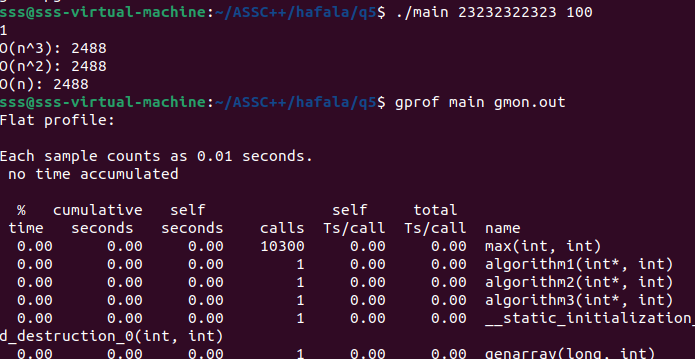 sss@sss-virtual-machine:~/ASSC++/hafala/q5$ ./main 23232322323 100
1
O(n^3): 2488
O(n^2): 2488
O(n): 2488
sss@sss-virtual-machine:~/ASSC++/hafala/q5$ gprof main gmon.out
Flat profile:
Each sample counts as 0.01 seconds.
 no time accumulated
  %   cumulative   self              self     total
 time   seconds   seconds    calls  Ts/call  Ts/call  name
  0.00      0.00     0.00    10300     0.00     0.00  max(int, int)
  0.00      0.00     0.00        1     0.00     0.00  algorithm1(int*, int)
  0.00      0.00     0.00        1     0.00     0.00  algorithm2(int*, int)
  0.00      0.00     0.00        1     0.00     0.00  algorithm3(int*, int)
  0.00      0.00     0.00        1     0.00     0.00  __static_initialization_
d_destruction_0(int, int)
  0.00      0.00     0.00        1     0.00     0.00  genarray(long, int)